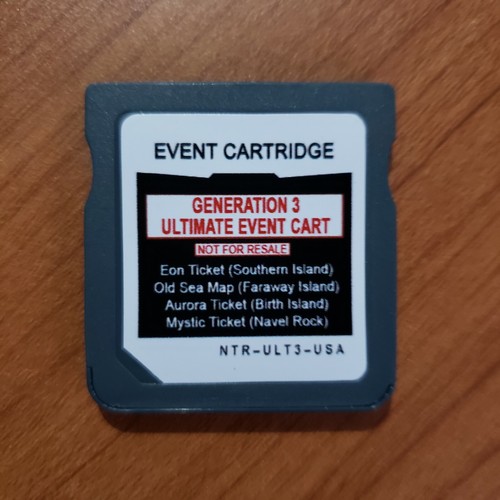 EVENT CARTRIDGE
GENERATION 3
ULTIMATE EVENT CART
NOT FOR RESALE
Eon Ticket (Southern Island)
Old Sea Map (Faraway Island)
Aurora Ticket (Birth Island)
Mystic Ticket (Navel Rock)
NTR-ULT3-USA